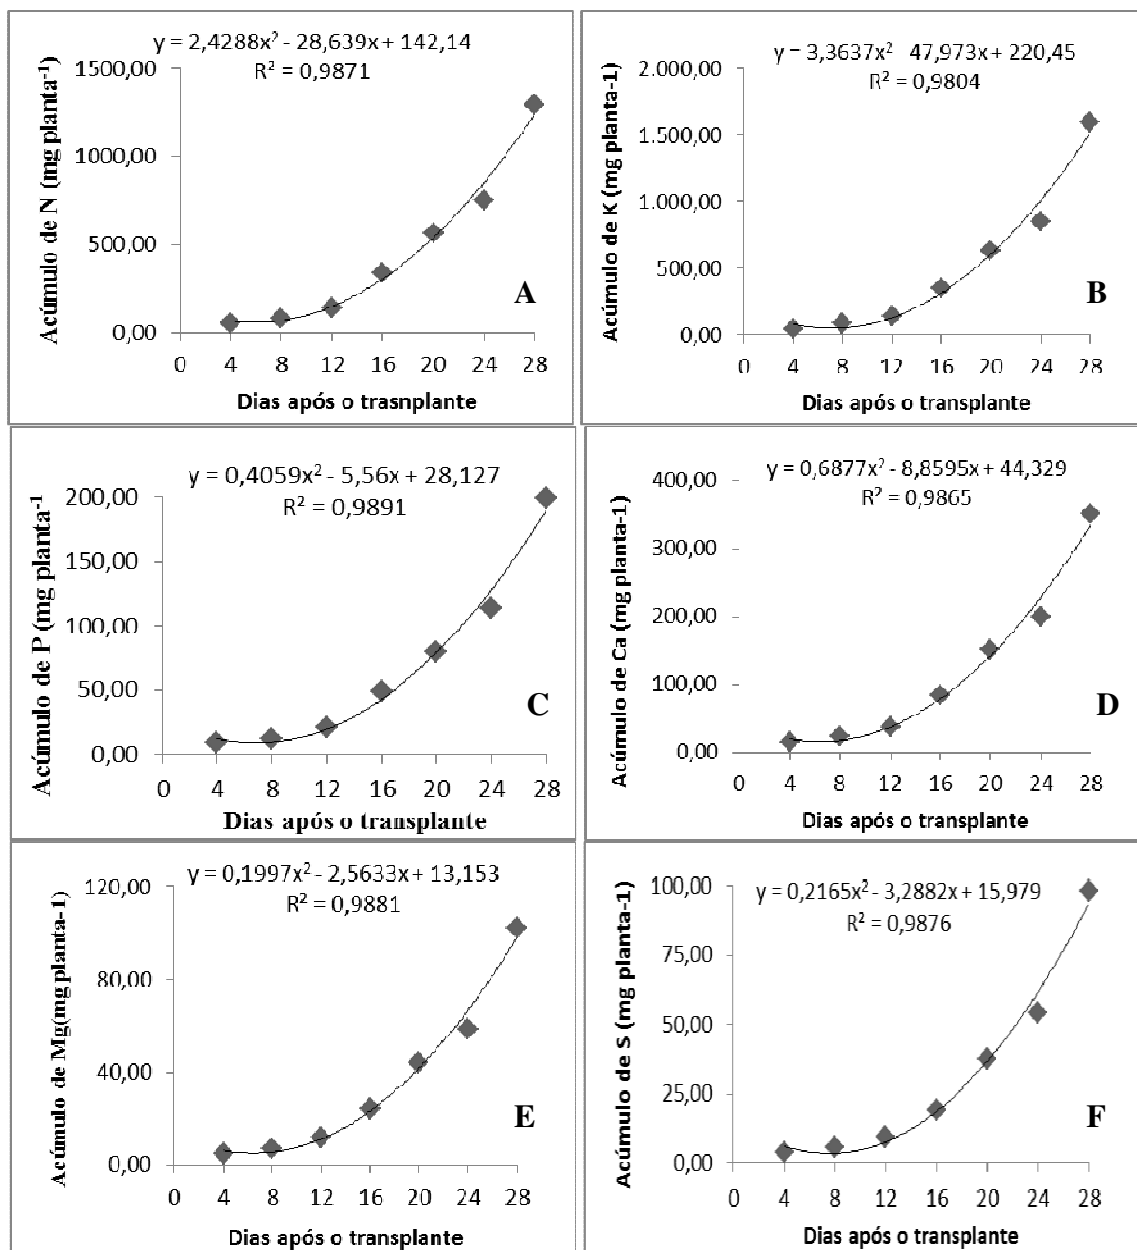 y = 2,4288x² - 28,639x + 142,14
R² = 0,9871
Acúmulo de N (mg planta⁻¹)
1500,00
1000,00
500,00
0,00
A
0 4 8 12 16 20 24 28
Dias após o trasnplante
y = 3,3637x² 47,973x + 220,45
R² = 0,9804
Acúmulo de K (mg planta-1)
2.000,00
1.500,00
1.000,00
500,00
0,00
B
0 4 8 12 16 20 24 28
Dias após o transplante
y = 0,4059x² - 5,56x + 28,127
R² = 0,9891
Acúmulo de P (mg planta⁻¹
200,00
150,00
100,00
50,00
0,00
C
0 4 8 12 16 20 24 28
Dias após o transplante
y = 0,6877x² - 8,8595x + 44,329
R² = 0,9865
Acúmulo de Ca (mg planta-1)
400,00
300,00
200,00
100,00
0,00
D
0 4 8 12 16 20 24 28
Dias após o transplante
y = 0,1997x² - 2,5633x + 13,153
R² = 0,9881
Acúmulo de Mg(mg planta-1)
120,00
80,00
40,00
0,00
E
0 4 8 12 16 20 24 28
Dias após o transplante
y = 0,2165x² - 3,2882x + 15,979
R² = 0,9876
Acúmulo de S (mg planta-1)
100,00
75,00
50,00
25,00
0,00
F
0 4 8 12 16 20 24 28
Dias após o transplante